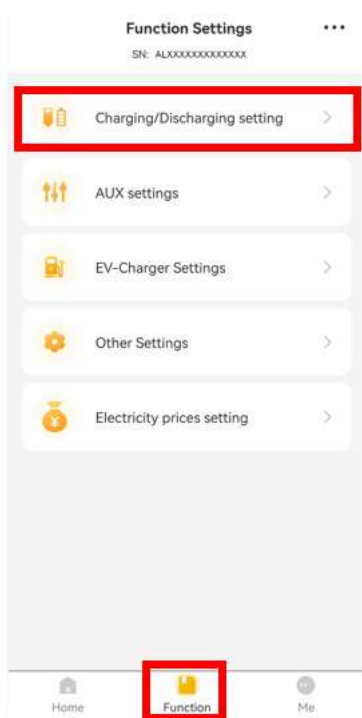 Function Settings
SN: ALXXXXXXXXXXXXX
Charging/Discharging setting
AUX settings
EV-Charger Settings
Other Settings
Electricity prices setting
Home
Function
Me